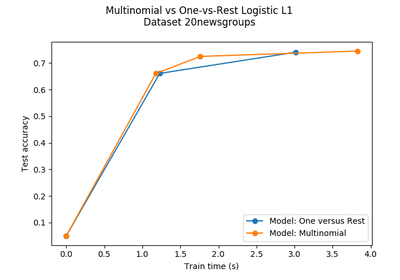 Multinomial vs One-vs-Rest Logistic L1
Dataset 20newsgroups
0.7
0.6
0.5
0.4
0.3
0.2
0.1
Test accuracy
Model: One versus Rest
Model: Multinomial
0.0 0.5 1.0 1.5 2.0 2.5 3.0 3.5 4.0
Train time (s)